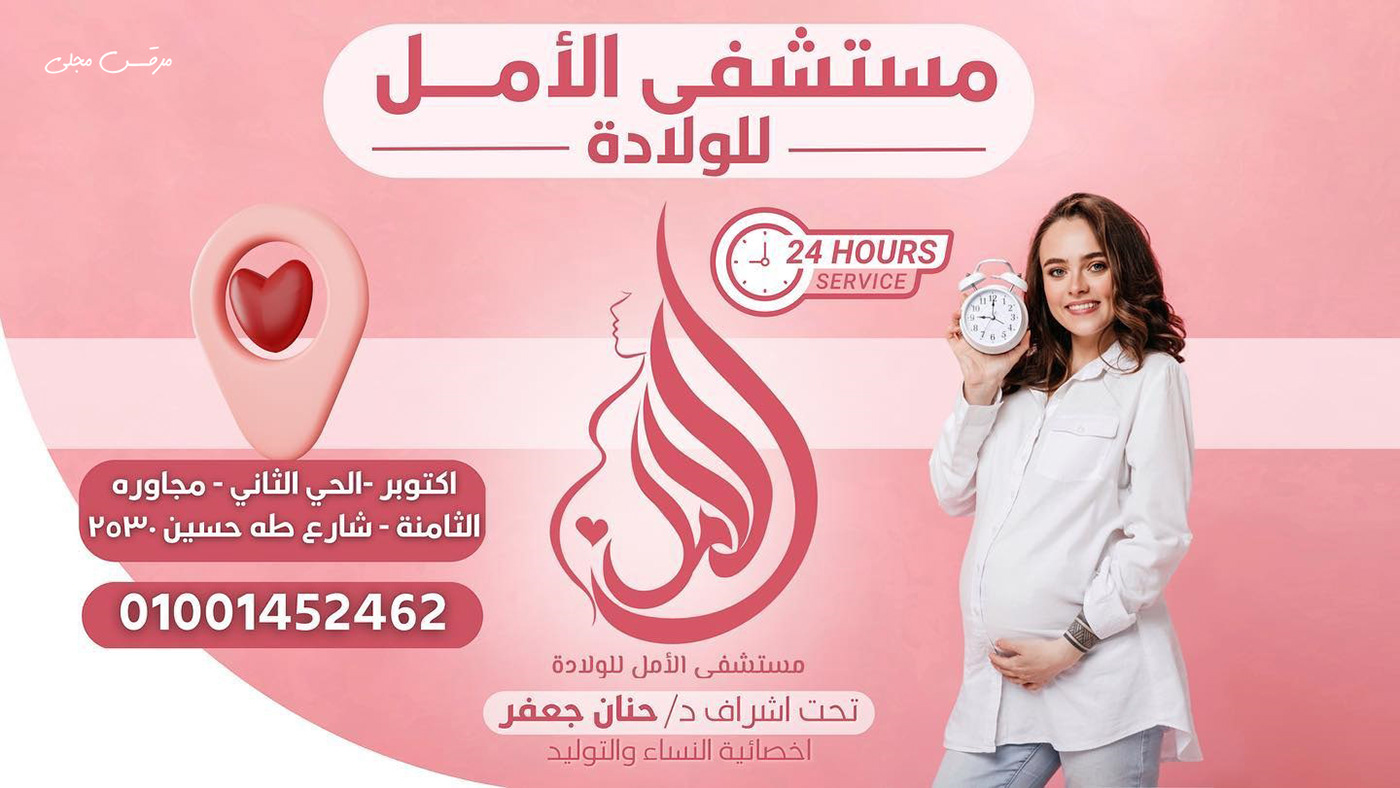 مرقس مجلى
مستشفى الأمل
للولادة
24 HOURS
SERVICE
الأمل
اكتوبر -الحي الثاني - مجاوره
الثامنة - شارع طه حسين ٢٥٣٠
01001452462
مستشفى الأمل للولادة
تحت اشراف د/ حنان جعفر
اخصائية النساء والتوليد